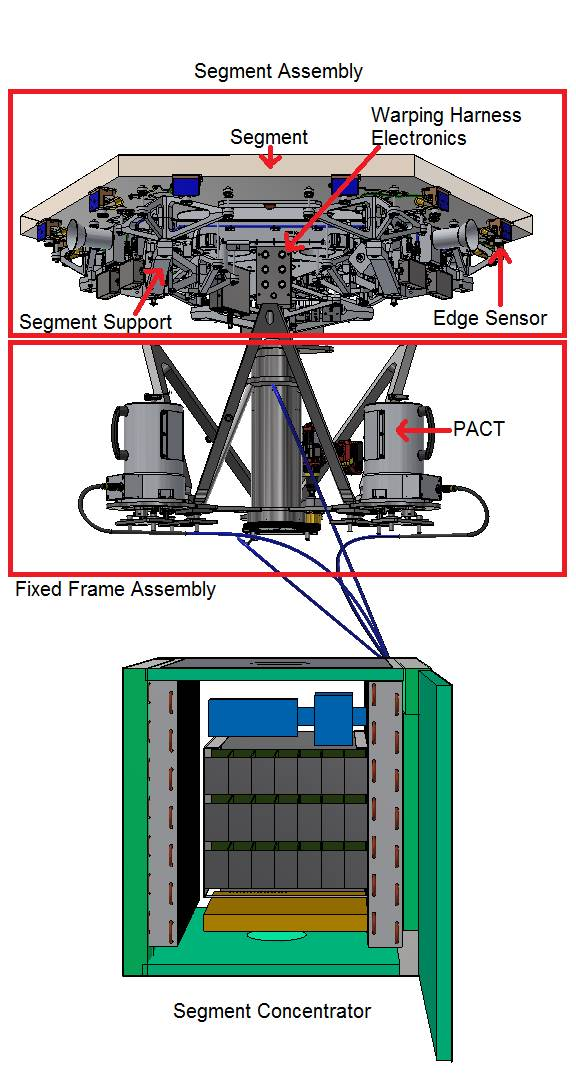 Segment Assembly
Warping Harness
Electronics
Segment
Segment Support
Edge Sensor
PACT
Fixed Frame Assembly
Segment Concentrator